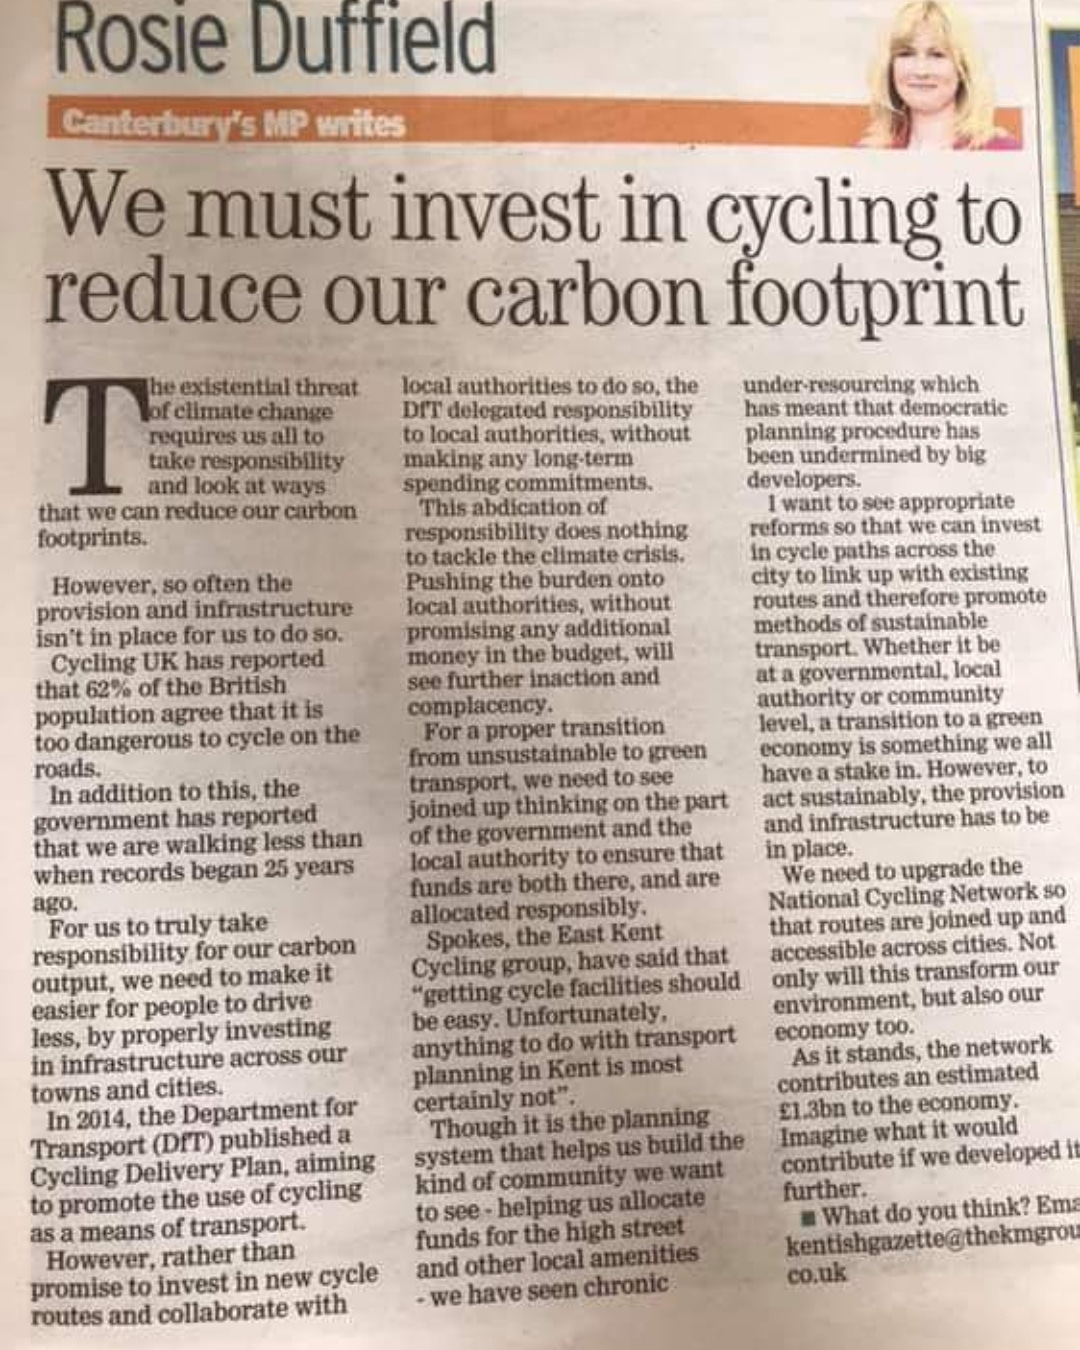 Rosie Duffield
Canterbury's MP writes
We must invest in cycling to
reduce our carbon footprint
The existential threat
of climate change
requires us all to
take responsibility
and look at ways
that we can reduce our carbon
footprints.
However, so often the
provision and infrastructure
isn't in place for us to do so.
Cycling UK has reported
that 62% of the British
population agree that it is
too dangerous to cycle on the
roads.
In addition to this, the
government has reported
that we are walking less than
when records began 25 years
ago.
For us to truly take
responsibility for our carbon
output, we need to make it
easier for people to drive
less, by properly investing
in infrastructure across our
towns and cities.
In 2014, the Department for
Transport (DfT) published a
Cycling Delivery Plan, aiming
to promote the use of cycling
as a means of transport.
However, rather than
promise to invest in new cycle
routes and collaborate with
local authorities to do so, the
DfT delegated responsibility
to local authorities, without
making any long-term
spending commitments.
This abdication of
responsibility does nothing
to tackle the climate crisis.
Pushing the burden onto
local authorities, without
promising any additional
money in the budget, will
see further inaction and
complacency.
For a proper transition
from unsustainable to green
transport, we need to see
joined up thinking on the part
of the government and the
local authority to ensure that
funds are both there, and are
allocated responsibly.
Spokes, the East Kent
Cycling group, have said that
"getting cycle facilities should
be easy. Unfortunately,
anything to do with transport
planning in Kent is most
certainly not".
Though it is the planning
system that helps us build the
kind of community we want
to see - helping us allocate
funds for the high street
and other local amenities
- we have seen chronic
under-resourcing which
has meant that democratic
planning procedure has
been undermined by big
developers.
I want to see appropriate
reforms so that we can invest
in cycle paths across the
city to link up with existing
routes and therefore promote
methods of sustainable
transport. Whether it be
at a governmental, local
authority or community
level, a transition to a green
economy is something we all
have a stake in. However, to
act sustainably, the provision
and infrastructure has to be
in place.
We need to upgrade the
National Cycling Network so
that routes are joined up and
accessible across cities. Not
only will this transform our
environment, but also our
economy too.
As it stands, the network
contributes an estimated
£1.3bn to the economy.
Imagine what it would
contribute if we developed it
further.
■ What do you think? Ema
kentishgazette@thekmgrou
co.uk